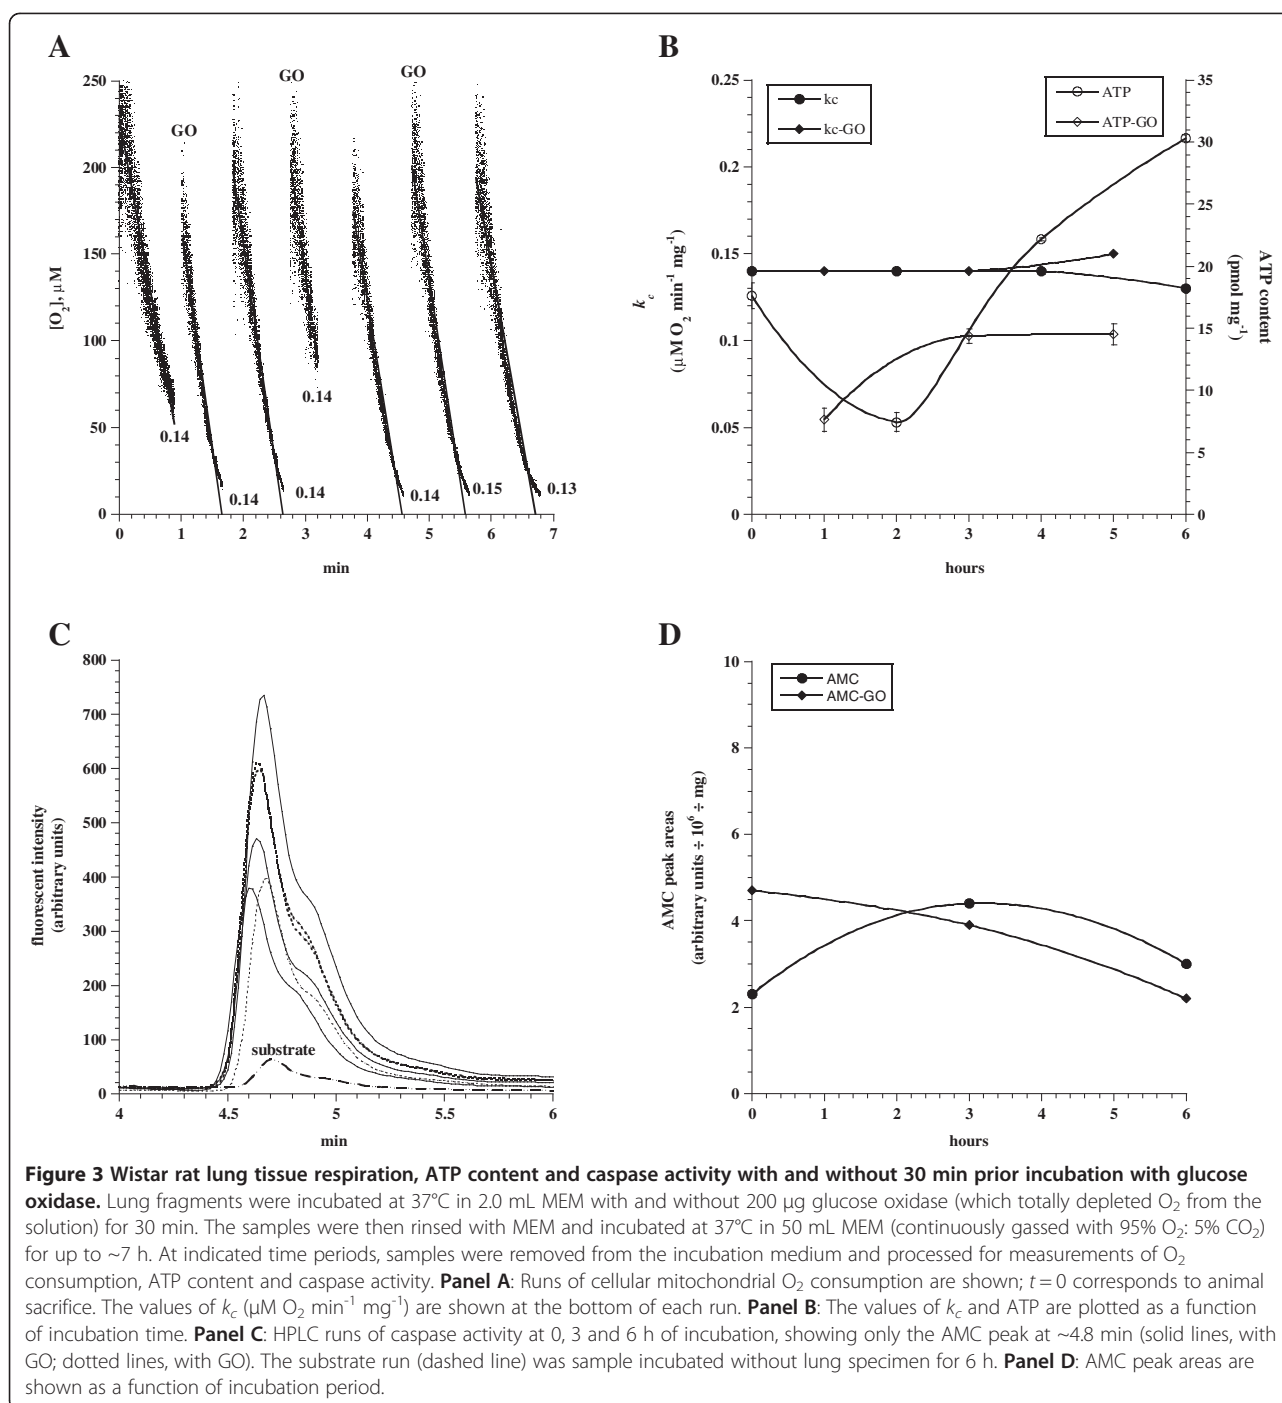 A
GO
GO
GO
250
200
150
100
50
0
[O₂], µM
0.14
0.14
0.14
0.14
0.14
0.15
0.13
0 1 2 3 4 5 6 7
min
B
0.25
0.2
0.15
0.1
0.05
0
k_c
(µM O₂ min⁻¹ mg⁻¹)
kc
kc-GO
ATP
ATP-GO
35
30
25
20
15
10
5
0
ATP content
(pmol mg⁻¹)
0 1 2 3 4 5 6
hours
C
800
700
600
500
400
300
200
100
0
fluorescent intensity
(arbitrary units)
substrate
4 4.5 5 5.5 6
min
D
10
8
6
4
2
0
AMC peak areas
(arbitrary units ÷ 10⁶ ÷ mg)
AMC
AMC-GO
0 1 2 3 4 5 6
hours
Figure 3 Wistar rat lung tissue respiration, ATP content and caspase activity with and without 30 min prior incubation with glucose
oxidase. Lung fragments were incubated at 37°C in 2.0 mL MEM with and without 200 µg glucose oxidase (which totally depleted O₂ from the
solution) for 30 min. The samples were then rinsed with MEM and incubated at 37°C in 50 mL MEM (continuously gassed with 95% O₂: 5% CO₂)
for up to ~7 h. At indicated time periods, samples were removed from the incubation medium and processed for measurements of O₂
consumption, ATP content and caspase activity. Panel A: Runs of cellular mitochondrial O₂ consumption are shown; t = 0 corresponds to animal
sacrifice. The values of k_c (µM O₂ min⁻¹ mg⁻¹) are shown at the bottom of each run. Panel B: The values of k_c and ATP are plotted as a function
of incubation time. Panel C: HPLC runs of caspase activity at 0, 3 and 6 h of incubation, showing only the AMC peak at ~4.8 min (solid lines, with
GO; dotted lines, with GO). The substrate run (dashed line) was sample incubated without lung specimen for 6 h. Panel D: AMC peak areas are
shown as a function of incubation period.